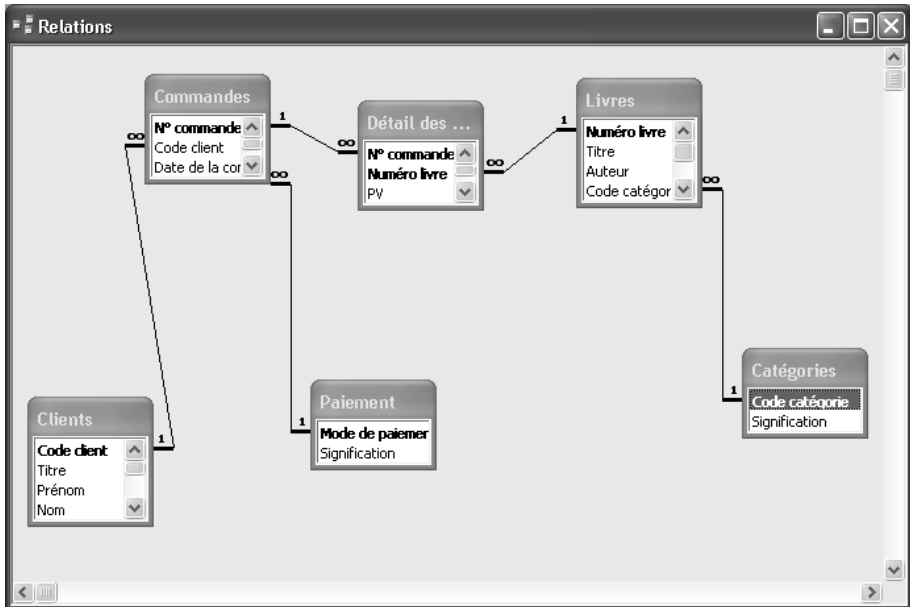 Relations
Commandes
N° commande
Code client
Date de la cor
Détail des ...
N° commande
Numéro livre
PV
Livres
Numéro livre
Titre
Auteur
Code catégor
Clients
Code client
Titre
Prénom
Nom
Paiement
Mode de paiemer
Signification
Catégories
Code catégorie
Signification
1
∞
∞
∞
1
∞
1
∞
1
1